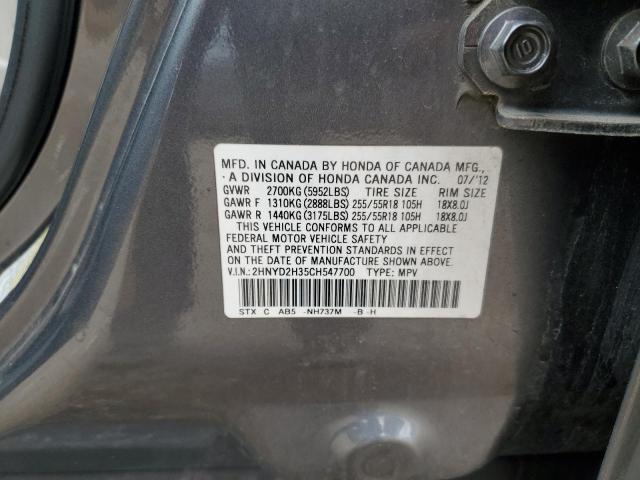 10
MFD. IN CANADA BY HONDA OF CANADA MFG.,
A DIVISION OF HONDA CANADA INC. 07/'12
GVWR 2700KG (5952LBS) TIRE SIZE RIM SIZE
GAWR F 1310KG (2888LBS) 255/55R18 105H 18X8.0J
GAWR R 1440KG (3175LBS) 255/55R18 105H 18X8.0J
THIS VEHICLE CONFORMS TO ALL APPLICABLE
FEDERAL MOTOR VEHICLE SAFETY
AND THEFT PREVENTION STANDARDS IN EFFECT
ON THE DATE OF MANUFACTURE SHOWN ABOVE.
V.I.N.: 2HNYD2H35CH547700 TYPE: MPV
STX C AB5 -NH737M -B -H